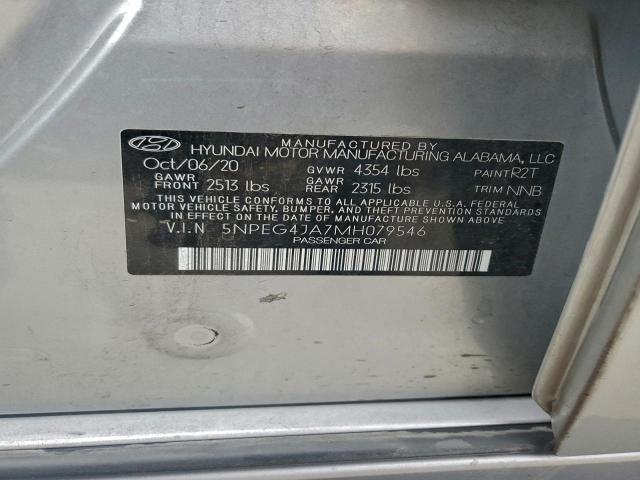 MANUFACTURED BY
HYUNDAI MOTOR MANUFACTURING ALABAMA, LLC
Oct/06/20 GVWR 4354 lbs PAINT R2T
GAWR FRONT 2513 lbs GAWR REAR 2315 lbs TRIM NNB
THIS VEHICLE CONFORMS TO ALL APPLICABLE U.S.A. FEDERAL
MOTOR VEHICLE SAFETY, BUMPER, AND THEFT PREVENTION STANDARDS
IN EFFECT ON THE DATE OF MANUFACTURE SHOWN ABOVE
V.I.N 5NPEG4JA7MH079546
PASSENGER CAR